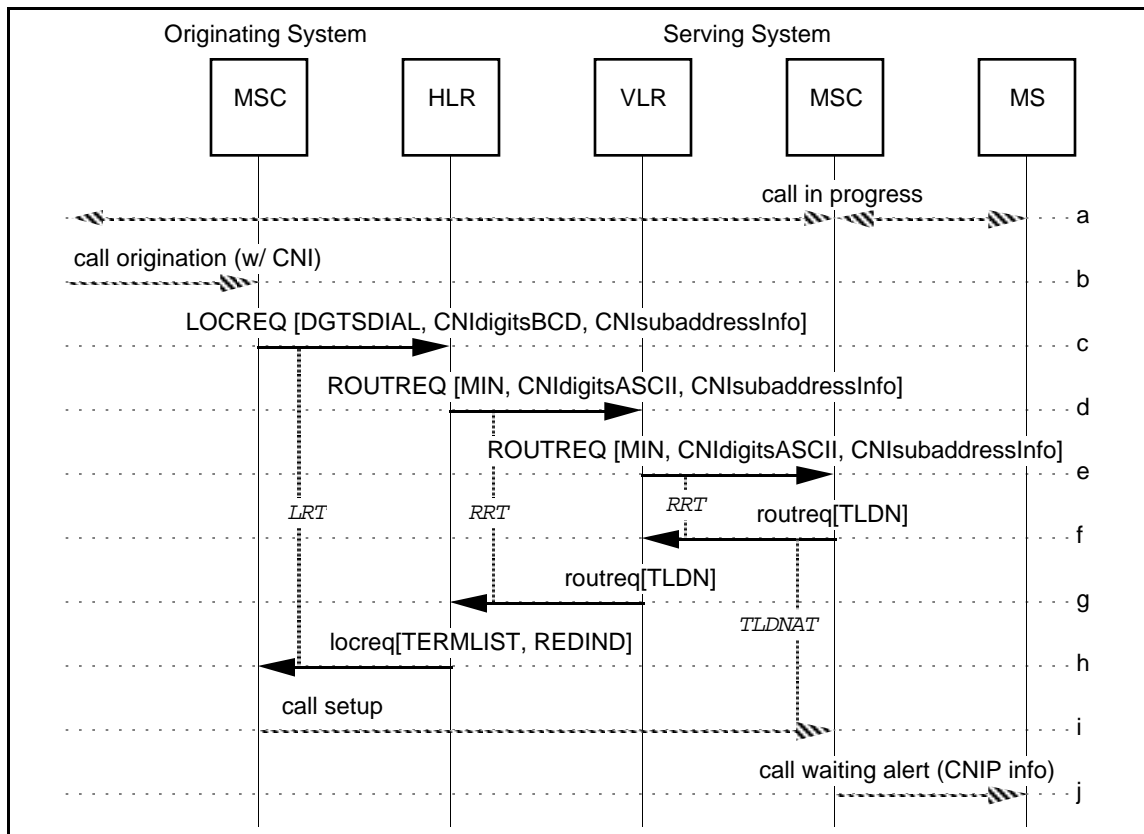 Originating System
Serving System
MSC
HLR
VLR
MSC
MS
call in progress
a
call origination (w/ CNI)
b
LOCREQ [DGTSDIAL, CNIdigitsBCD, CNIsubaddressInfo]
c
ROUTREQ [MIN, CNIdigitsASCII, CNIsubaddressInfo]
d
ROUTREQ [MIN, CNIdigitsASCII, CNIsubaddressInfo]
e
LRT
RRT
RRT
routreq[TLDN]
f
routreq[TLDN]
g
TLDNAT
locreq[TERMLIST, REDIND]
h
call setup
i
call waiting alert (CNIP info)
j